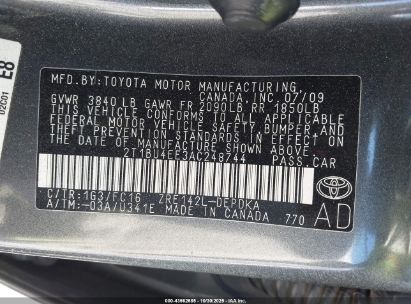 MFD.BY:TOYOTA MOTOR MANUFACTURING,
CANADA, INC. 07/09
GVWR 3840LB GAWR FR 2090LB RR 1850LB
THIS VEHICLE CONFORMS TO ALL APPLICABLE
FEDERAL MOTOR VEHICLE SAFETY, BUMPER,AND
THEFT PREVENTION STANDARDS IN EFFECT ON
THE DATE OF MANUFACTURE SHOWN ABOVE.
2T1BU4EE3AC248744 PASS.CAR
C/TR:1G3/FC16 ZRE142L-DEPDKA
A/TM:-03A/U341E MADE IN CANADA 770
AD
E8
02C01